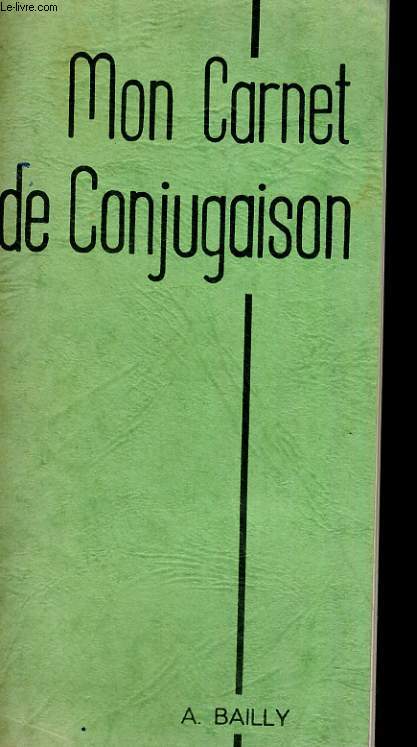 Le-livre.com
Mon Carnet
de Conjugaison
A. BAILLY